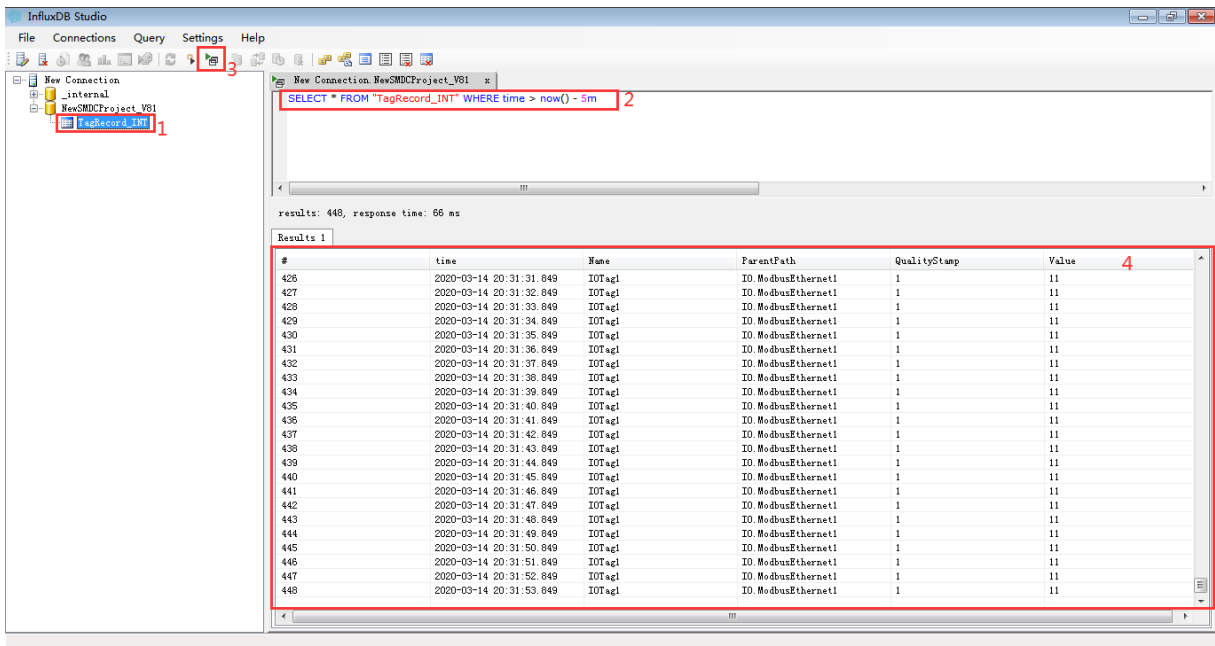 InfluxDB Studio
File Connections Query Settings Help
3
New Connection
_internal
NewSMDCProject_V81
TagRecord_INT
1
New Connection.NewSMDCProject_V81 x
SELECT * FROM "TagRecord_INT" WHERE time > now() - 5m
2
results: 448, response time: 66 ms
Results 1
# time Name ParentPath QualityStamp Value
4
426 2020-03-14 20:31:31.849 IOTag1 IO.ModbusEthernet1 1 11
427 2020-03-14 20:31:32.849 IOTag1 IO.ModbusEthernet1 1 11
428 2020-03-14 20:31:33.849 IOTag1 IO.ModbusEthernet1 1 11
429 2020-03-14 20:31:34.849 IOTag1 IO.ModbusEthernet1 1 11
430 2020-03-14 20:31:35.849 IOTag1 IO.ModbusEthernet1 1 11
431 2020-03-14 20:31:36.849 IOTag1 IO.ModbusEthernet1 1 11
432 2020-03-14 20:31:37.849 IOTag1 IO.ModbusEthernet1 1 11
433 2020-03-14 20:31:38.849 IOTag1 IO.ModbusEthernet1 1 11
434 2020-03-14 20:31:39.849 IOTag1 IO.ModbusEthernet1 1 11
435 2020-03-14 20:31:40.849 IOTag1 IO.ModbusEthernet1 1 11
436 2020-03-14 20:31:41.849 IOTag1 IO.ModbusEthernet1 1 11
437 2020-03-14 20:31:42.849 IOTag1 IO.ModbusEthernet1 1 11
438 2020-03-14 20:31:43.849 IOTag1 IO.ModbusEthernet1 1 11
439 2020-03-14 20:31:44.849 IOTag1 IO.ModbusEthernet1 1 11
440 2020-03-14 20:31:45.849 IOTag1 IO.ModbusEthernet1 1 11
441 2020-03-14 20:31:46.849 IOTag1 IO.ModbusEthernet1 1 11
442 2020-03-14 20:31:47.849 IOTag1 IO.ModbusEthernet1 1 11
443 2020-03-14 20:31:48.849 IOTag1 IO.ModbusEthernet1 1 11
444 2020-03-14 20:31:49.849 IOTag1 IO.ModbusEthernet1 1 11
445 2020-03-14 20:31:50.849 IOTag1 IO.ModbusEthernet1 1 11
446 2020-03-14 20:31:51.849 IOTag1 IO.ModbusEthernet1 1 11
447 2020-03-14 20:31:52.849 IOTag1 IO.ModbusEthernet1 1 11
448 2020-03-14 20:31:53.849 IOTag1 IO.ModbusEthernet1 1 11